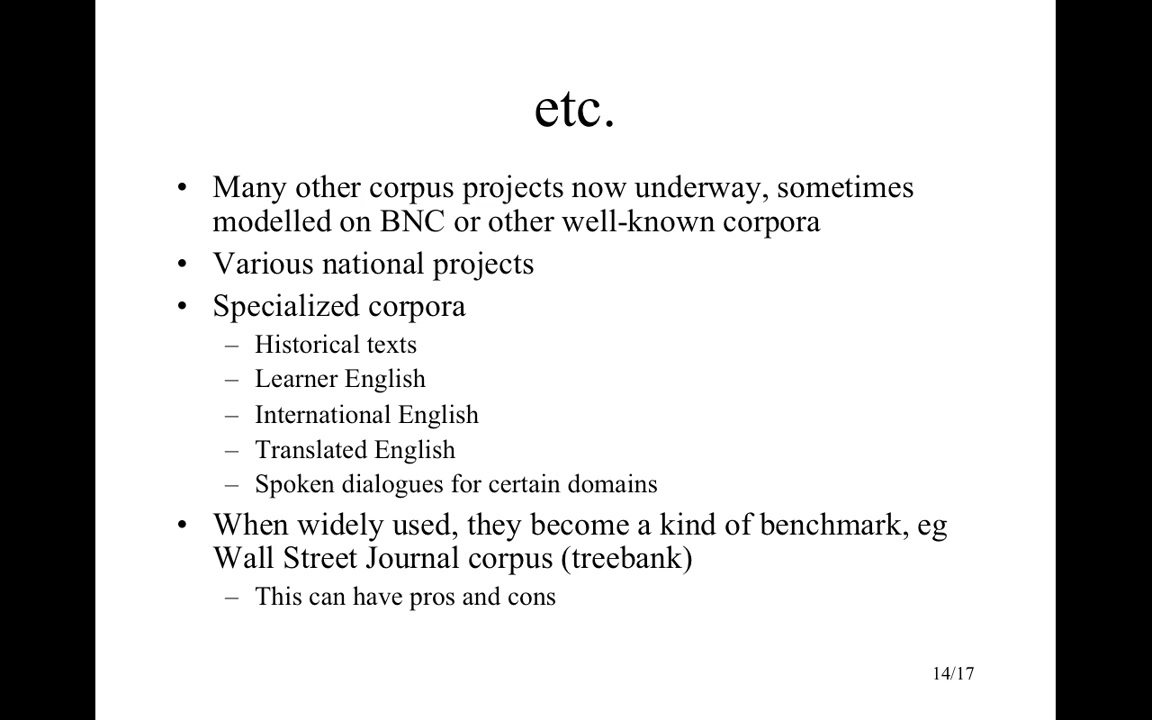 etc.
• Many other corpus projects now underway, sometimes
modelled on BNC or other well-known corpora
• Various national projects
• Specialized corpora
– Historical texts
– Learner English
– International English
– Translated English
– Spoken dialogues for certain domains
• When widely used, they become a kind of benchmark, eg
Wall Street Journal corpus (treebank)
– This can have pros and cons
14/17